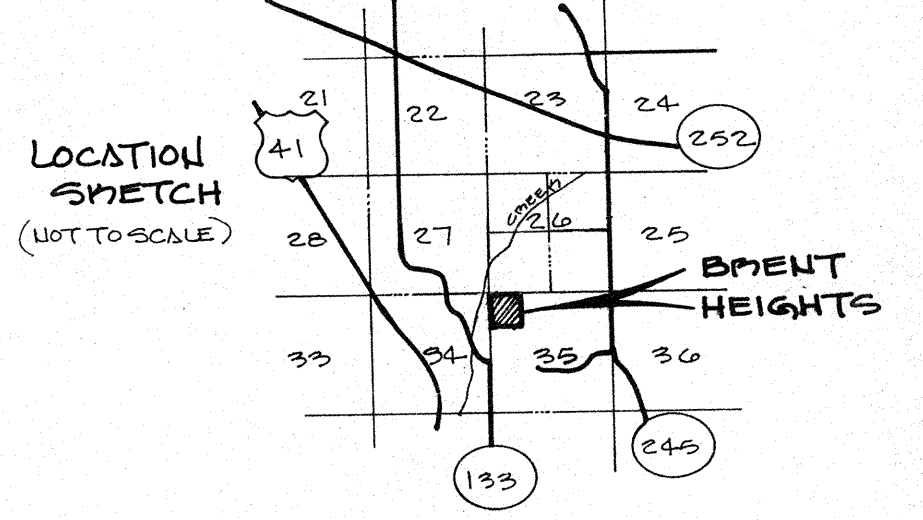 21
22
23
24
252
41
LOCATION
SKETCH
(NOT TO SCALE)
CREEK
26
28
27
25
BRENT
HEIGHTS
33
34
35
36
245
133